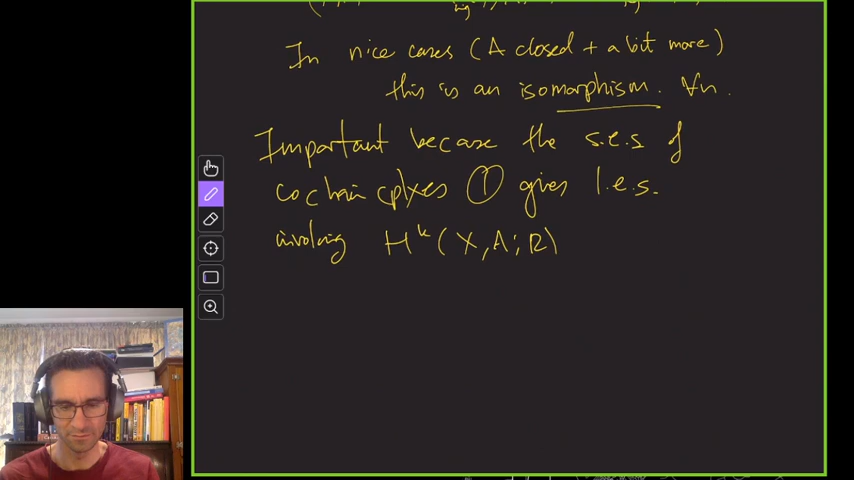 In nice cases (A closed + a bit more)
this is an isomorphism. ∀n.
Important because the s.e.s of
cochain cplxes ① gives l.e.s.
involving Hᵏ(X,A;R)